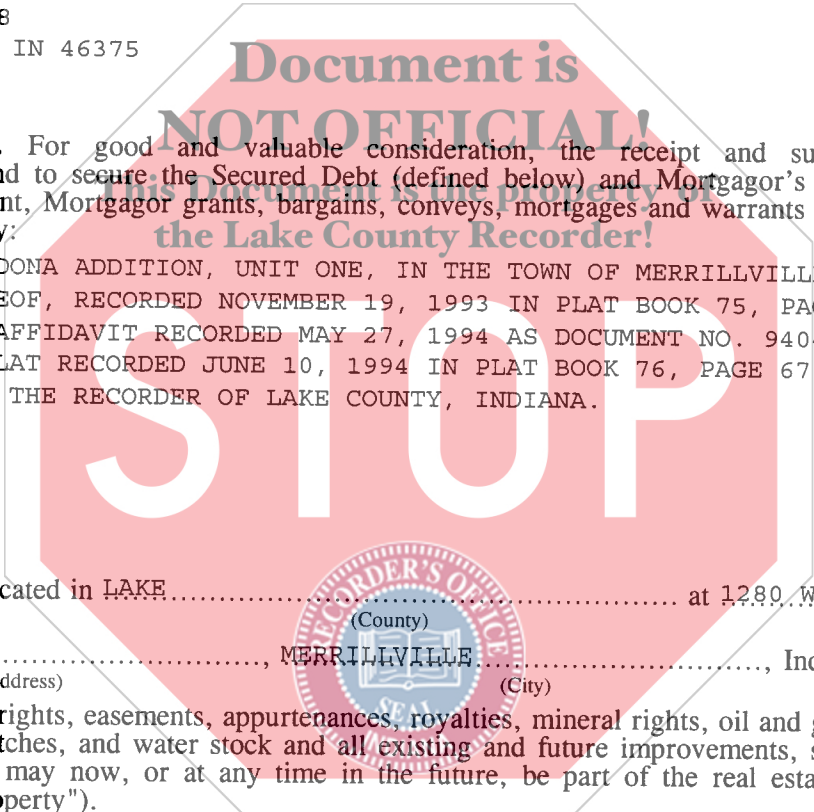 8
IN 46375
Document is
NOT OFFICIAL!
. For good and valuable consideration, the receipt and su
nd to secure the Secured Debt (defined below) and Mortgagor's
This Document is the property of
nt, Mortgagor grants, bargains, conveys, mortgages and warrants
y:
the Lake County Recorder!
DONA ADDITION, UNIT ONE, IN THE TOWN OF MERRILLVILLE
EOF, RECORDED NOVEMBER 19, 1993 IN PLAT BOOK 75, PAG
AFFIDAVIT RECORDED MAY 27, 1994 AS DOCUMENT NO. 940
LAT RECORDED JUNE 10, 1994 IN PLAT BOOK 76, PAGE 67
THE RECORDER OF LAKE COUNTY, INDIANA.
STOP
cated in LAKE at 1280 W
(County)
RECORDER'S OFFICE
, MERRILLVILLE , Ind
ddress) (City)
SEAL
rights, easements, appurtenances, royalties, mineral rights, oil and g
tches, and water stock and all existing and future improvements, s
may now, or at any time in the future, be part of the real esta
operty").